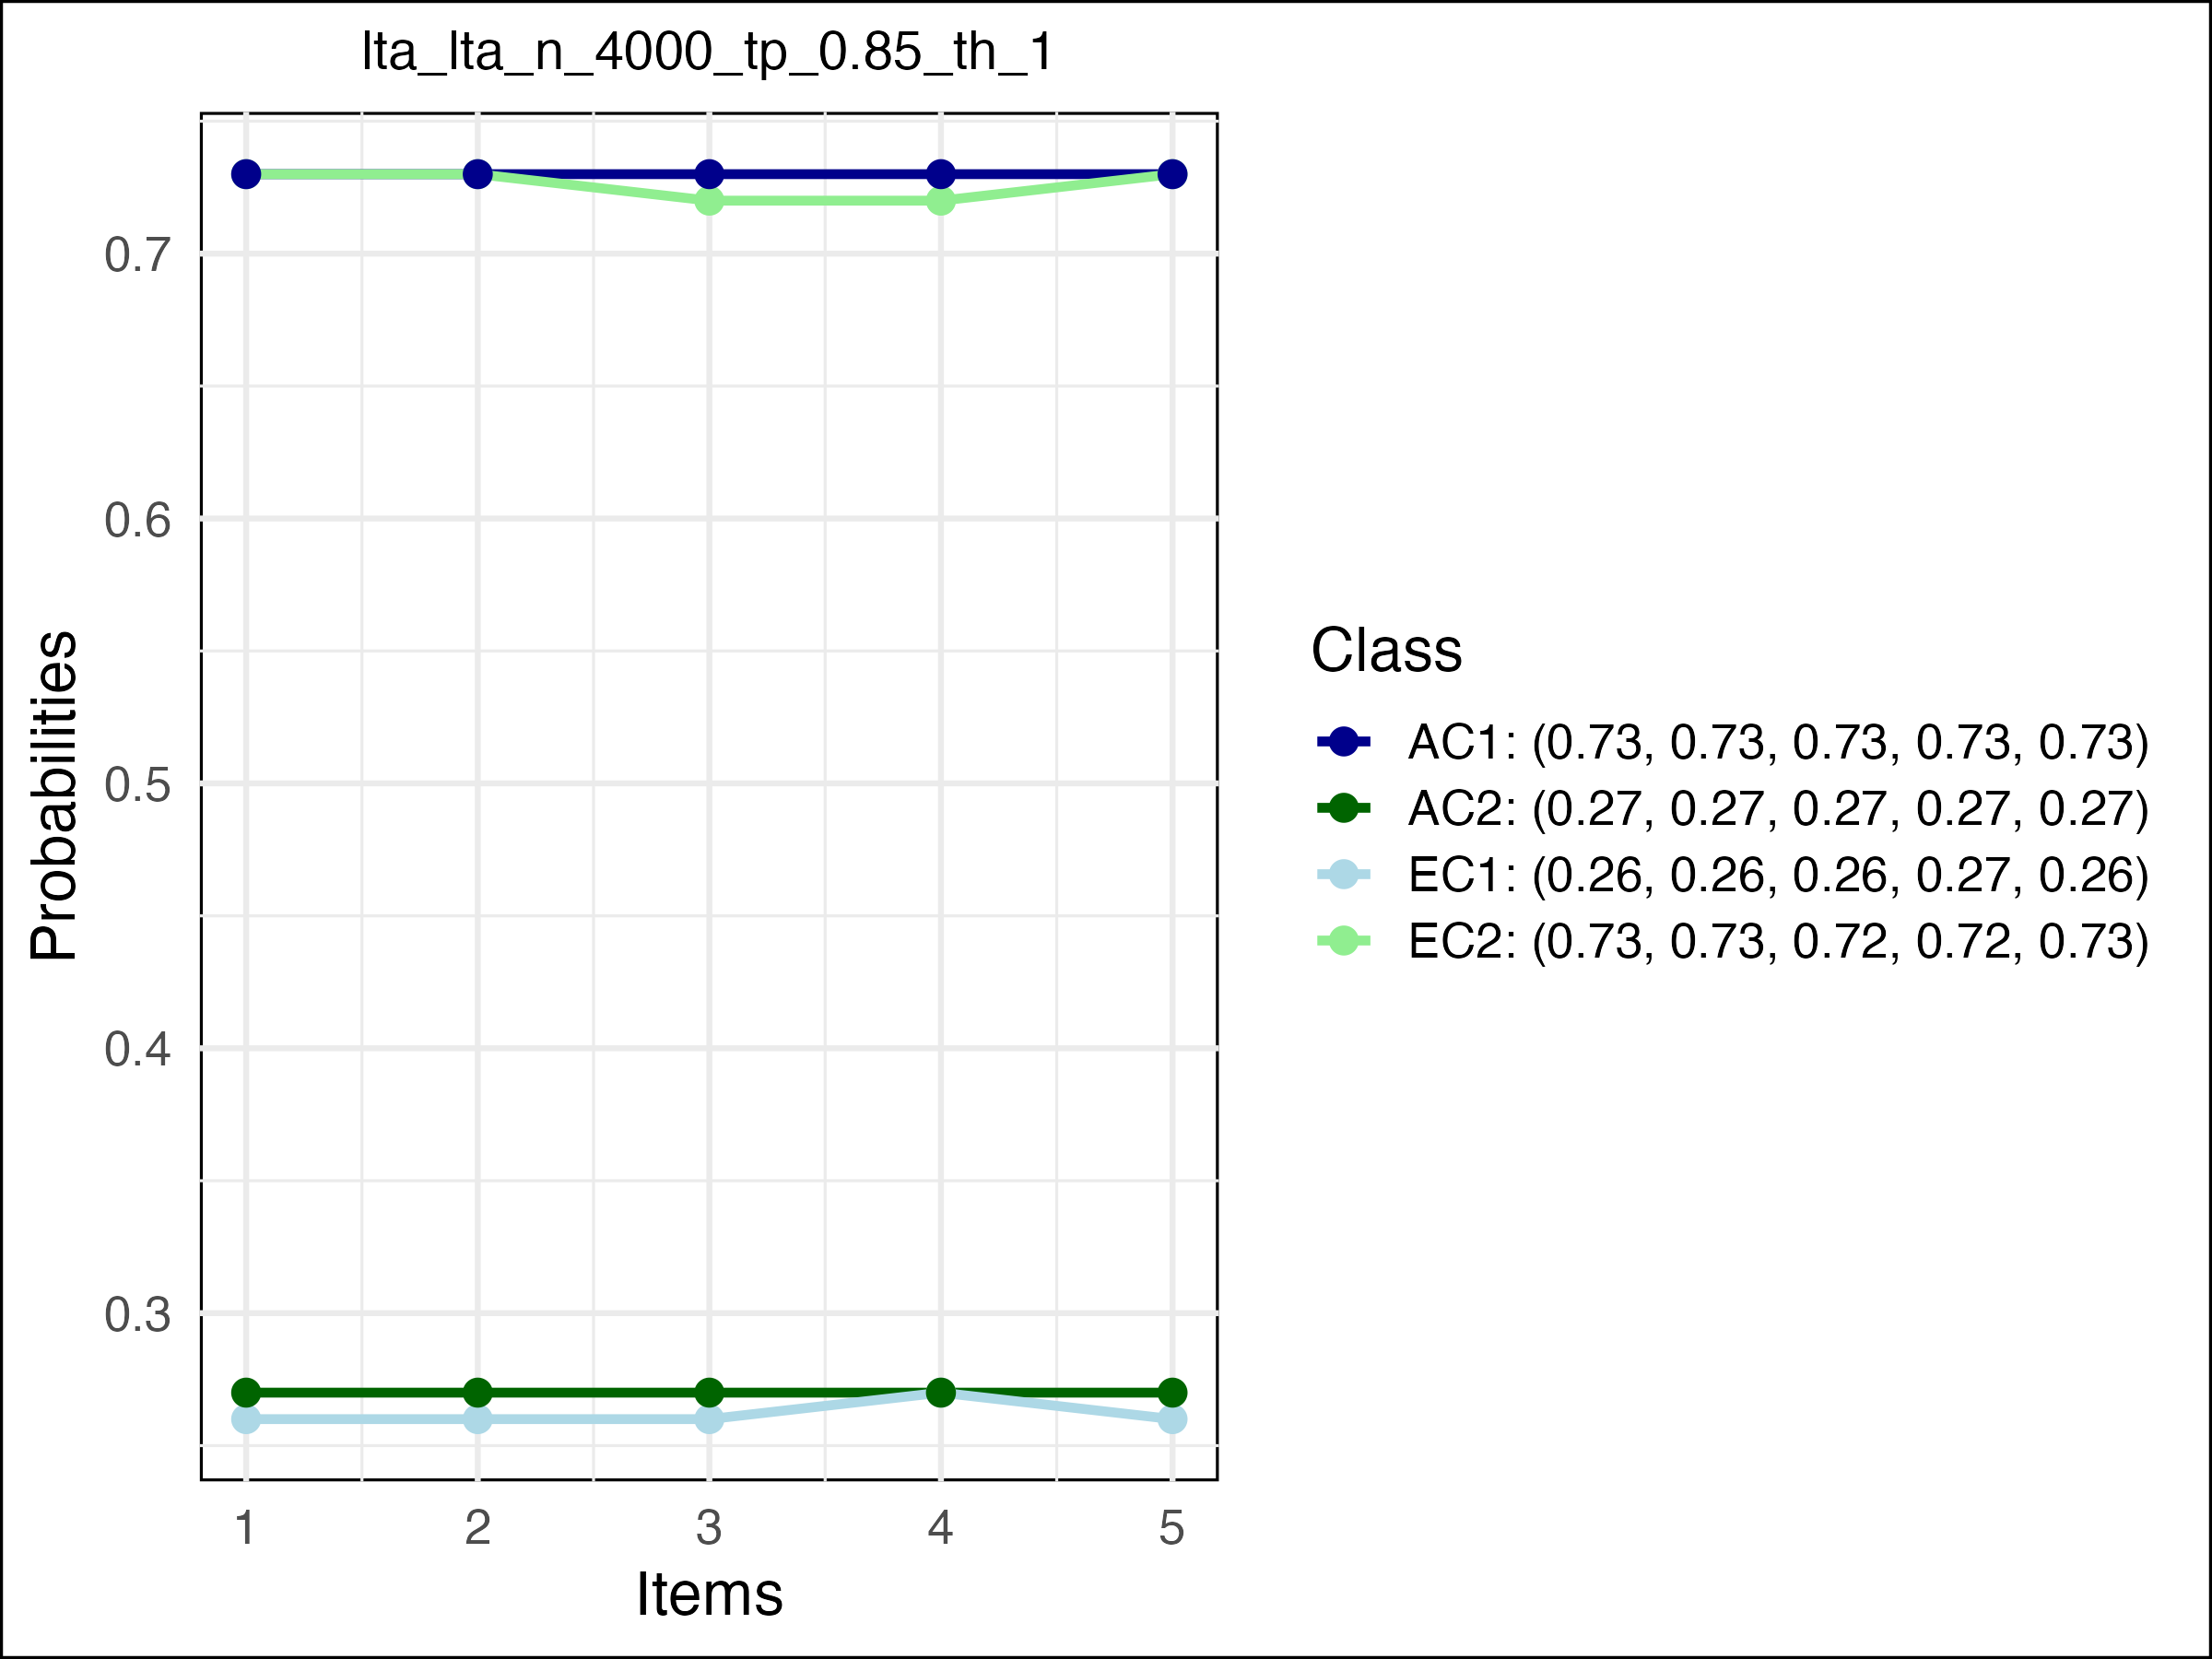 lta_lta_n_4000_tp_0.85_th_1
Probabilities
0.7
0.6
0.5
0.4
0.3
1 2 3 4 5
Items
Class
AC1: (0.73, 0.73, 0.73, 0.73, 0.73)
AC2: (0.27, 0.27, 0.27, 0.27, 0.27)
EC1: (0.26, 0.26, 0.26, 0.27, 0.26)
EC2: (0.73, 0.73, 0.72, 0.72, 0.73)